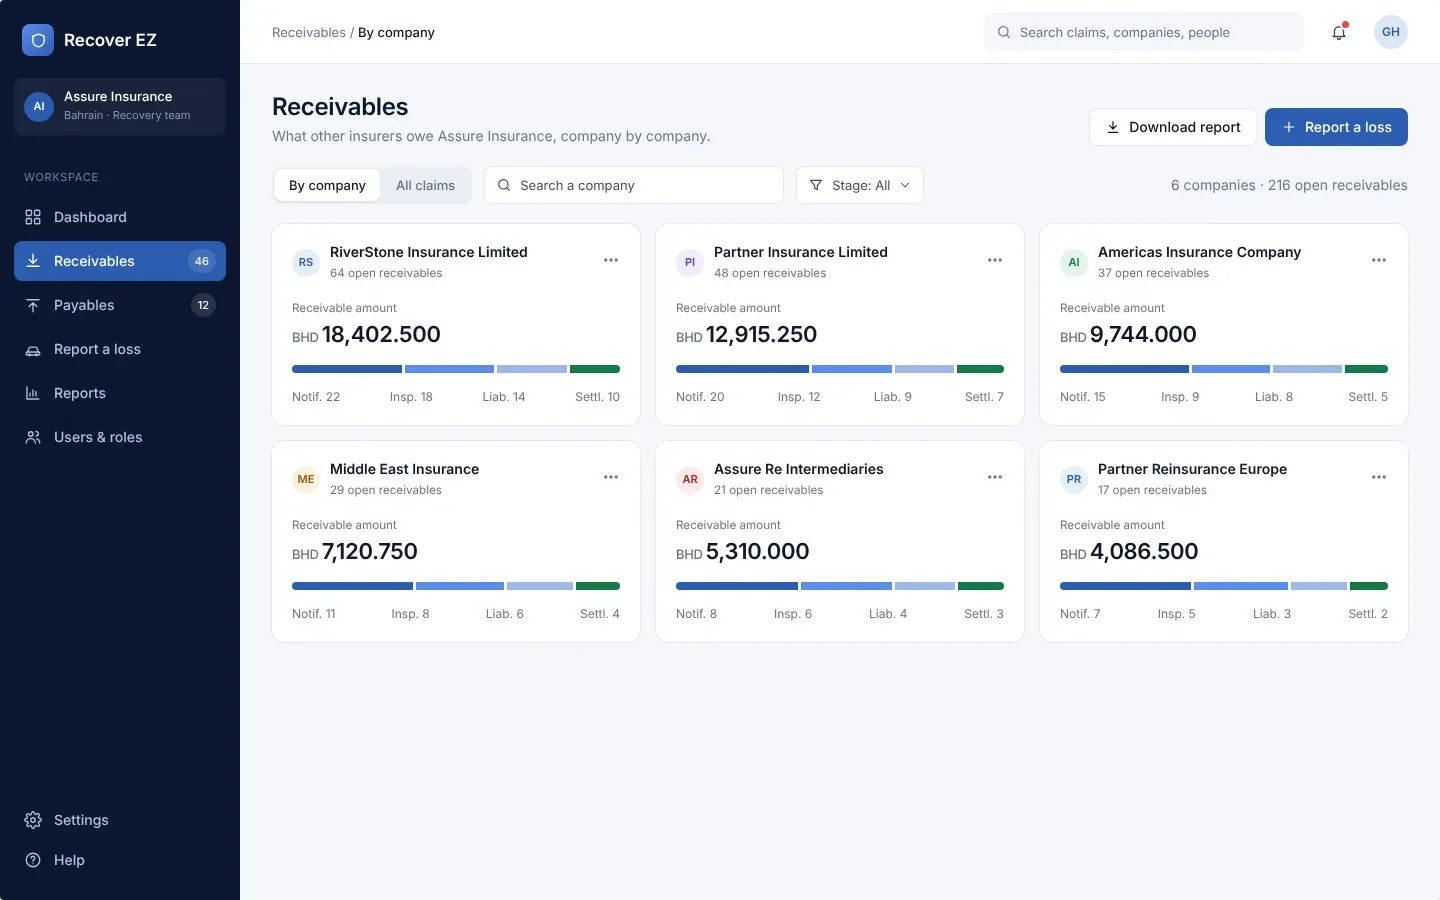 Recover EZ
AI
Assure Insurance
Bahrain · Recovery team
WORKSPACE
Dashboard
Receivables 46
Payables 12
Report a loss
Reports
Users & roles
Settings
Help
Receivables / By company
Search claims, companies, people
GH
Receivables
What other insurers owe Assure Insurance, company by company.
Download report
Report a loss
By company
All claims
Search a company
Stage: All
6 companies · 216 open receivables
RS
RiverStone Insurance Limited
64 open receivables
Receivable amount
BHD 18,402.500
Notif. 22 Insp. 18 Liab. 14 Settl. 10
PI
Partner Insurance Limited
48 open receivables
Receivable amount
BHD 12,915.250
Notif. 20 Insp. 12 Liab. 9 Settl. 7
AI
Americas Insurance Company
37 open receivables
Receivable amount
BHD 9,744.000
Notif. 15 Insp. 9 Liab. 8 Settl. 5
ME
Middle East Insurance
29 open receivables
Receivable amount
BHD 7,120.750
Notif. 11 Insp. 8 Liab. 6 Settl. 4
AR
Assure Re Intermediaries
21 open receivables
Receivable amount
BHD 5,310.000
Notif. 8 Insp. 6 Liab. 4 Settl. 3
PR
Partner Reinsurance Europe
17 open receivables
Receivable amount
BHD 4,086.500
Notif. 7 Insp. 5 Liab. 3 Settl. 2